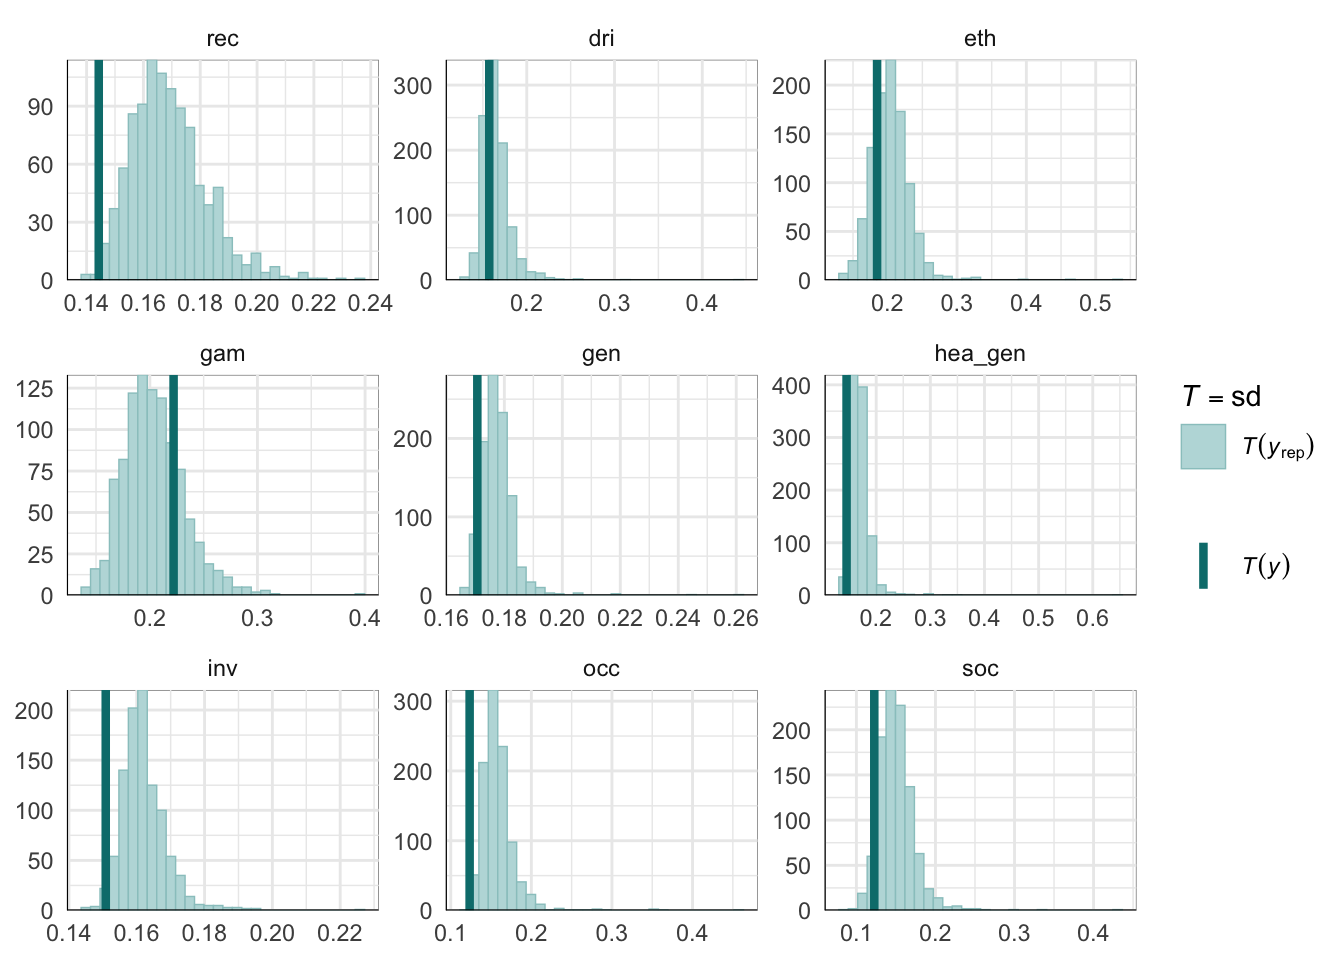 rec
dri
eth
90
60
30
0
300
200
100
0
200
150
100
50
0
0.14 0.16 0.18 0.20 0.22 0.24
0.2 0.3 0.4
0.2 0.3 0.4 0.5
gam
gen
hea_gen
125
100
75
50
25
0
200
100
0
400
300
200
100
0
0.2 0.3 0.4
0.16 0.18 0.20 0.22 0.24 0.26
0.2 0.3 0.4 0.5 0.6
inv
occ
soc
200
150
100
50
0
300
200
100
0
200
150
100
50
0
0.14 0.16 0.18 0.20 0.22
0.1 0.2 0.3 0.4
0.1 0.2 0.3 0.4
T = sd
T(yrep)
T(y)